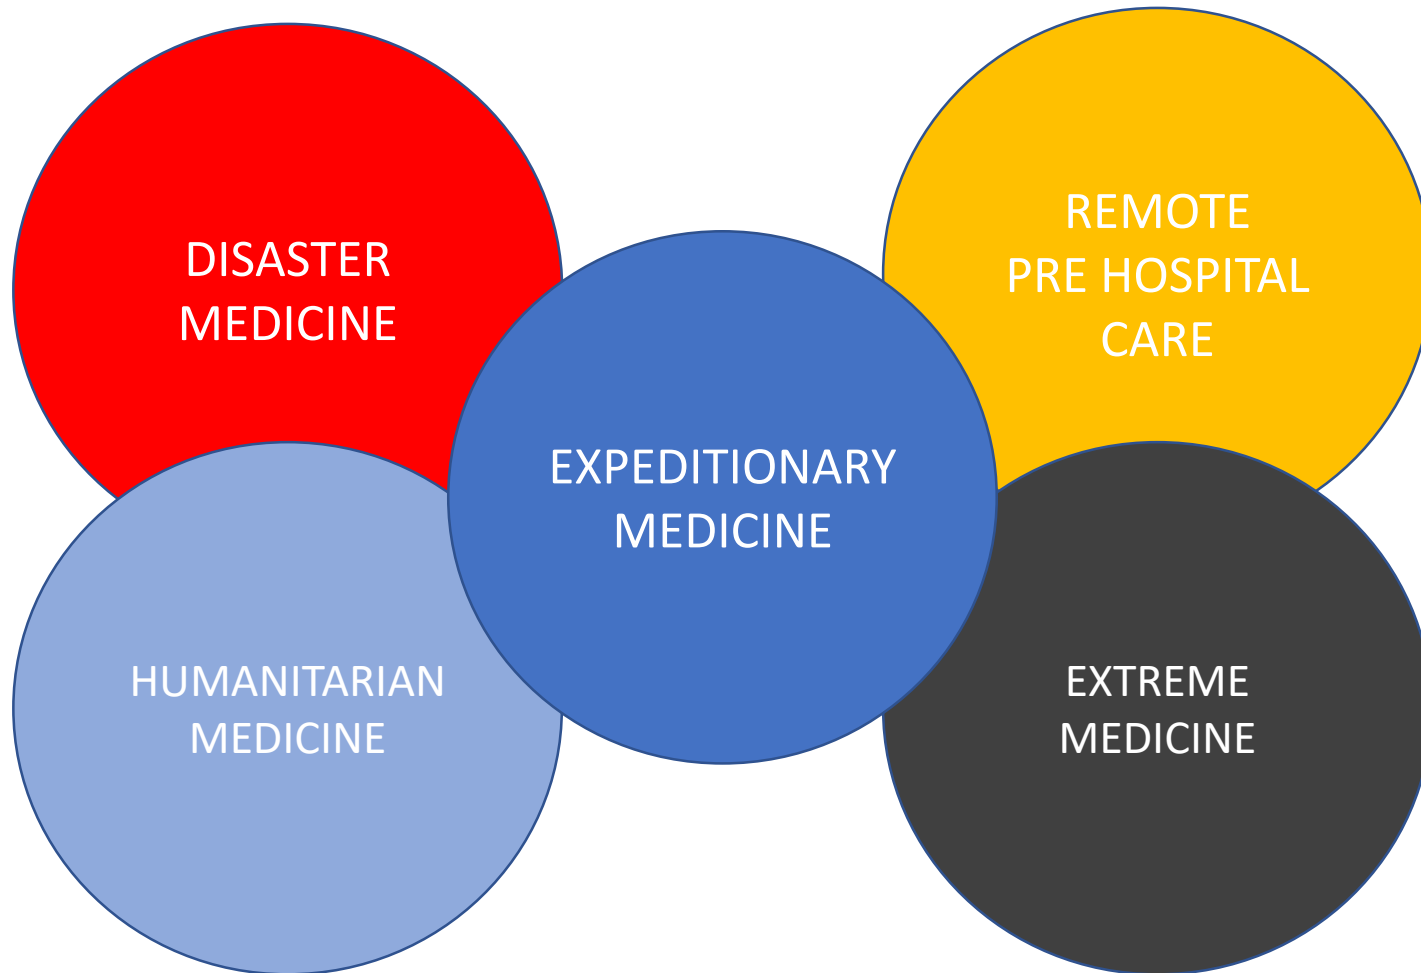 DISASTER
MEDICINE
REMOTE
PRE HOSPITAL
CARE
EXPEDITIONARY
MEDICINE
HUMANITARIAN
MEDICINE
EXTREME
MEDICINE